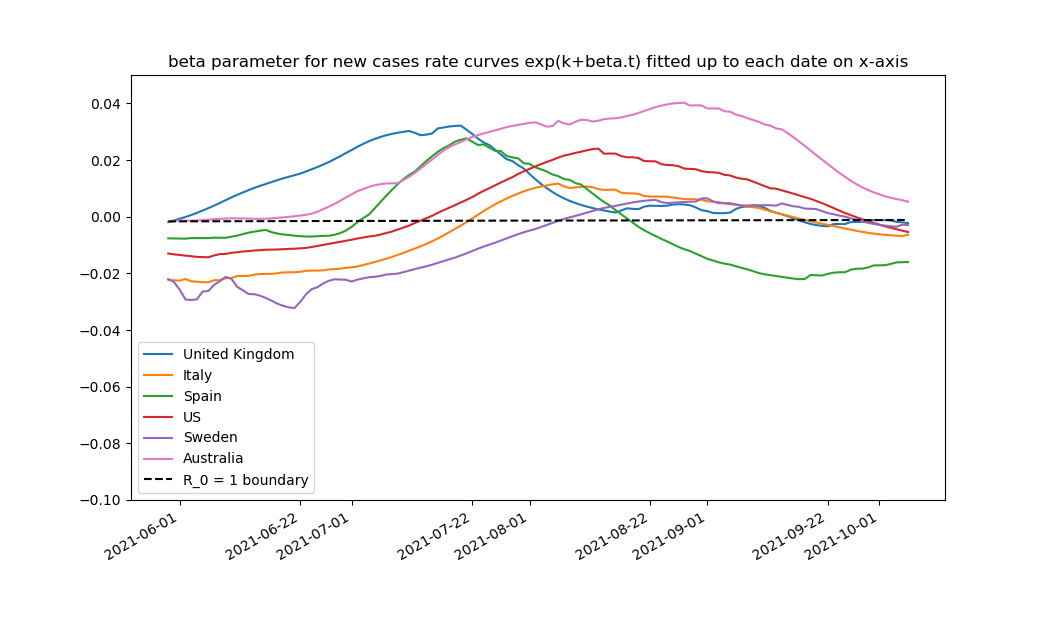 beta parameter for new cases rate curves exp(k+beta.t) fitted up to each date on x-axis
0.04
0.02
0.00
−0.02
−0.04
−0.06
−0.08
−0.10
United Kingdom
Italy
Spain
US
Sweden
Australia
R_0 = 1 boundary
2021-06-01
2021-06-22
2021-07-01
2021-07-22
2021-08-01
2021-08-22
2021-09-01
2021-09-22
2021-10-01